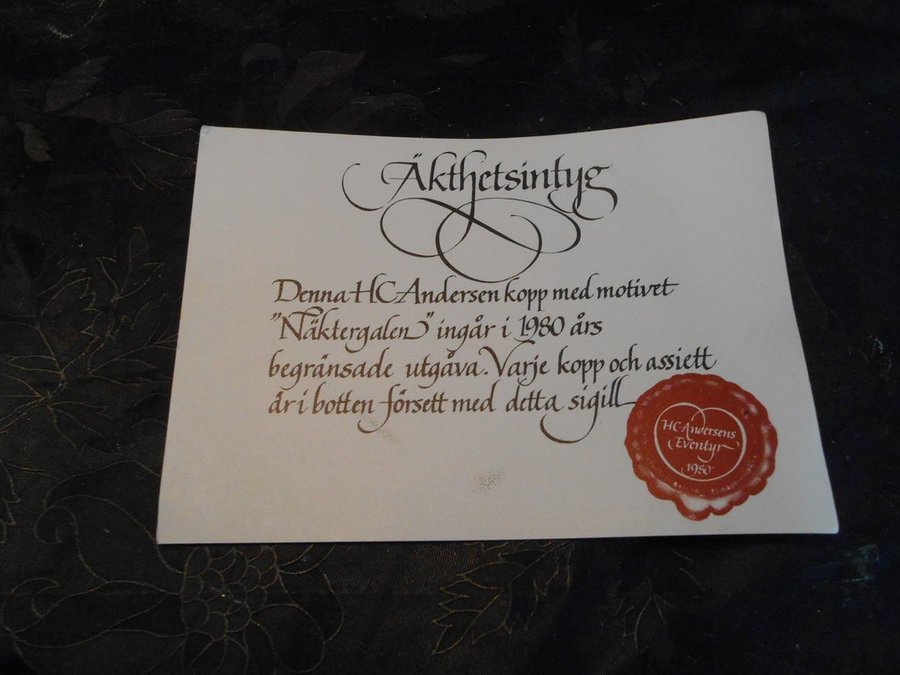 Äkthetsintyg
Denna HC Andersen kopp med motivet
"Näktergalen" ingår i 1980 års
begränsade utgåva. Varje kopp och assiett
är i botten försett med detta sigill
HC Andersens
Eventyr
1980